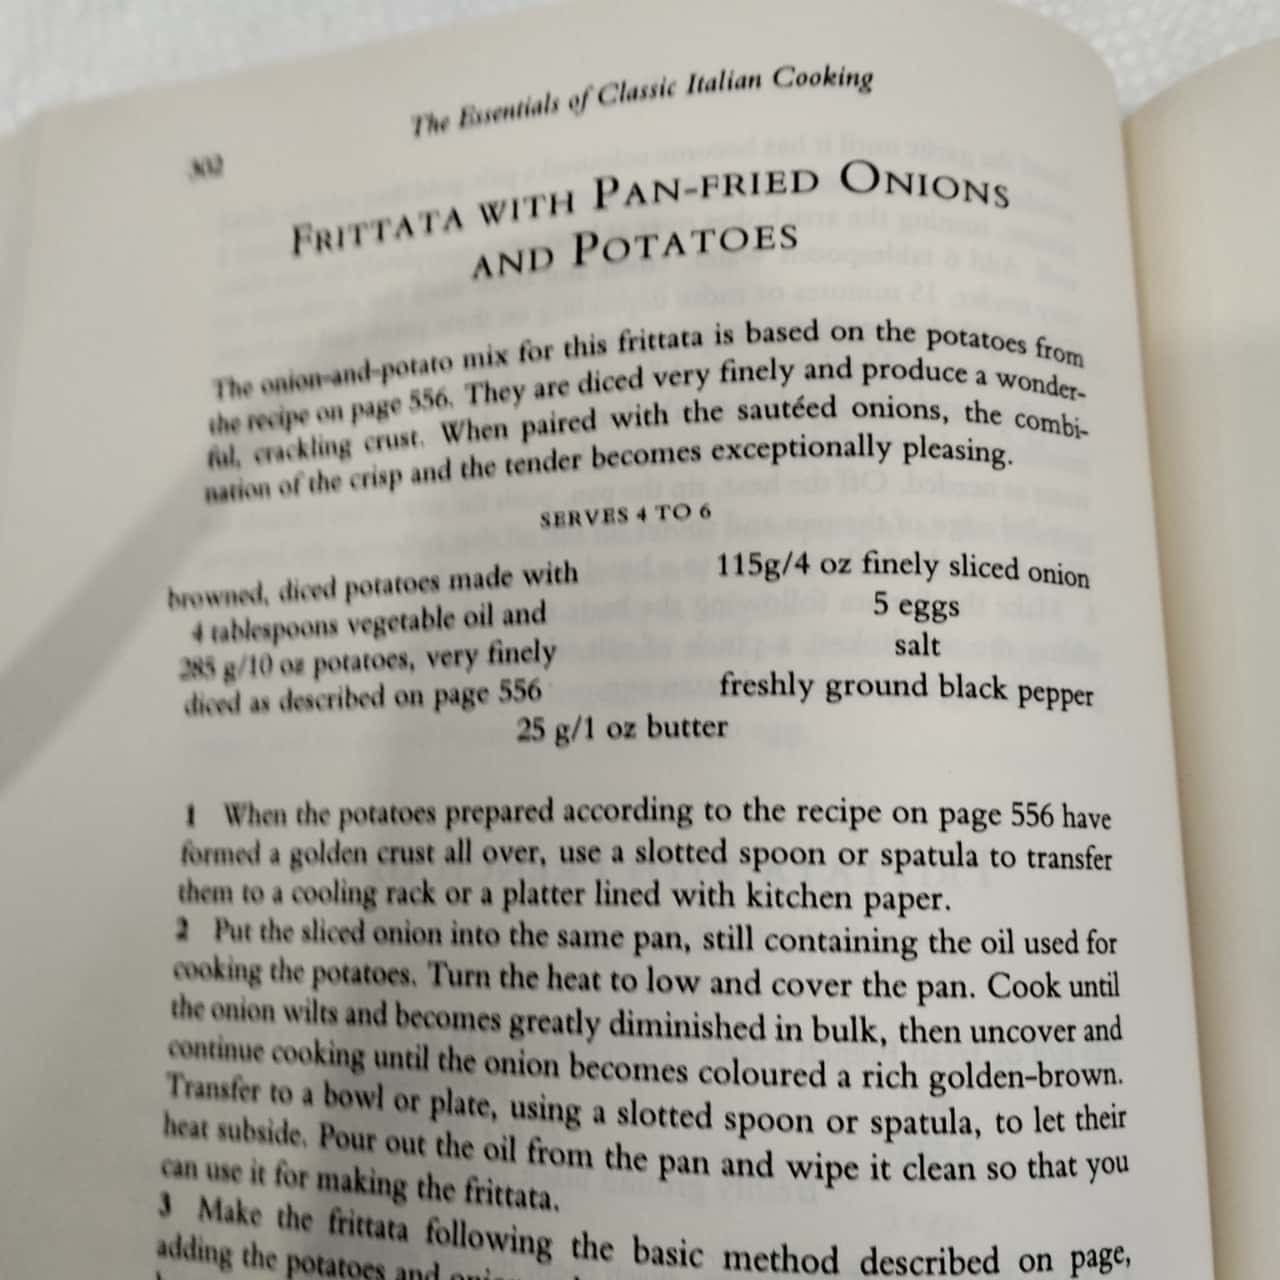 The Essentials of Classic Italian Cooking
302
FRITTATA WITH PAN-FRIED ONIONS
AND POTATOES
The onion-and-potato mix for this frittata is based on the potatoes from
the recipe on page 556. They are diced very finely and produce a wonder-
ful, crackling crust. When paired with the sautéed onions, the combi-
nation of the crisp and the tender becomes exceptionally pleasing.
SERVES 4 TO 6
browned, diced potatoes made with
4 tablespoons vegetable oil and
285 g/10 oz potatoes, very finely
diced as described on page 556
115g/4 oz finely sliced onion
5 eggs
salt
freshly ground black pepper
25 g/1 oz butter
1 When the potatoes prepared according to the recipe on page 556 have
formed a golden crust all over, use a slotted spoon or spatula to transfer
them to a cooling rack or a platter lined with kitchen paper.
2 Put the sliced onion into the same pan, still containing the oil used for
cooking the potatoes. Turn the heat to low and cover the pan. Cook until
the onion wilts and becomes greatly diminished in bulk, then uncover and
continue cooking until the onion becomes coloured a rich golden-brown.
Transfer to a bowl or plate, using a slotted spoon or spatula, to let their
heat subside. Pour out the oil from the pan and wipe it clean so that you
can use it for making the frittata.
3 Make the frittata following the basic method described on page,
adding the potatoes and